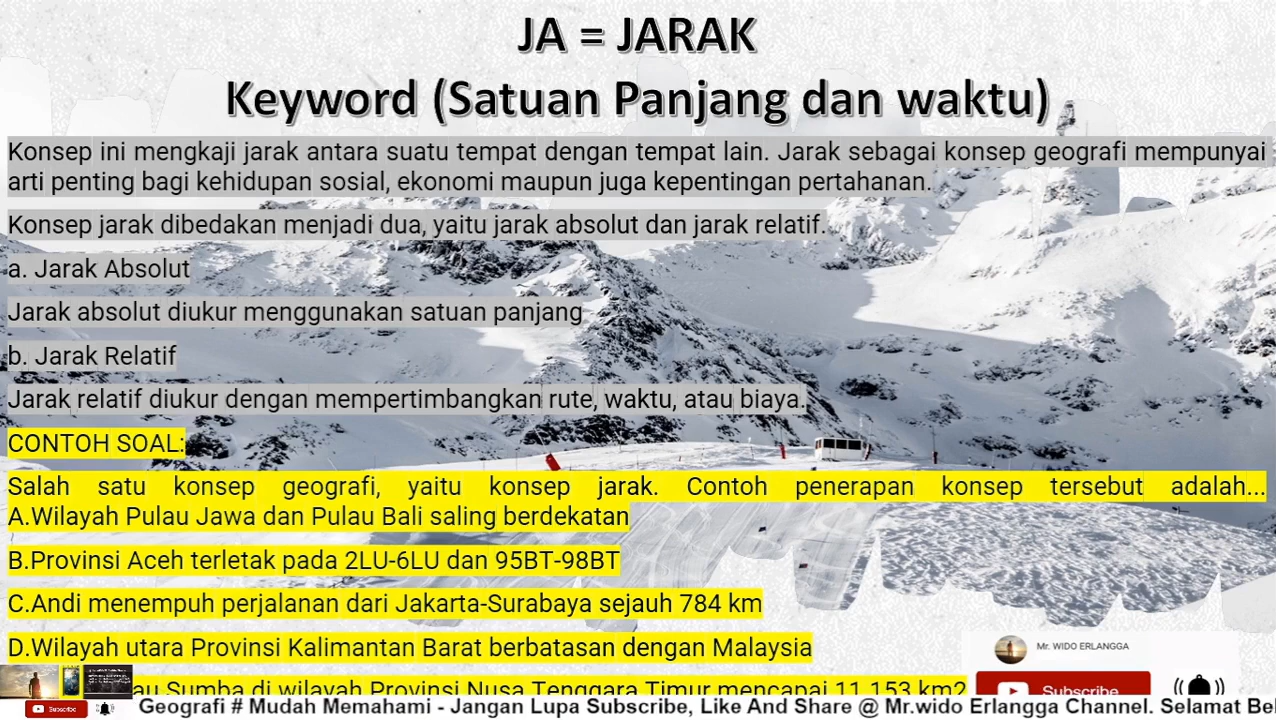 JA = JARAK
Keyword (Satuan Panjang dan waktu)
Konsep ini mengkaji jarak antara suatu tempat dengan tempat lain. Jarak sebagai konsep geografi mempunyai
arti penting bagi kehidupan sosial, ekonomi maupun juga kepentingan pertahanan.
Konsep jarak dibedakan menjadi dua, yaitu jarak absolut dan jarak relatif.
a. Jarak Absolut
Jarak absolut diukur menggunakan satuan panjang
b. Jarak Relatif
Jarak relatif diukur dengan mempertimbangkan rute, waktu, atau biaya.
CONTOH SOAL:
Salah satu konsep geografi, yaitu konsep jarak. Contoh penerapan konsep tersebut adalah...
A.Wilayah Pulau Jawa dan Pulau Bali saling berdekatan
B.Provinsi Aceh terletak pada 2LU-6LU dan 95BT-98BT
C.Andi menempuh perjalanan dari Jakarta-Surabaya sejauh 784 km
D.Wilayah utara Provinsi Kalimantan Barat berbatasan dengan Malaysia
Mr. WIDO ERLANGGA
au Sumba di wilayah Provinsi Nusa Tenggara Timur mencapai 11.153 km2
Subscribe
Subscribe
Geografi # Mudah Memahami - Jangan Lupa Subscribe, Like And Share @ Mr.wido Erlangga Channel. Selamat Be